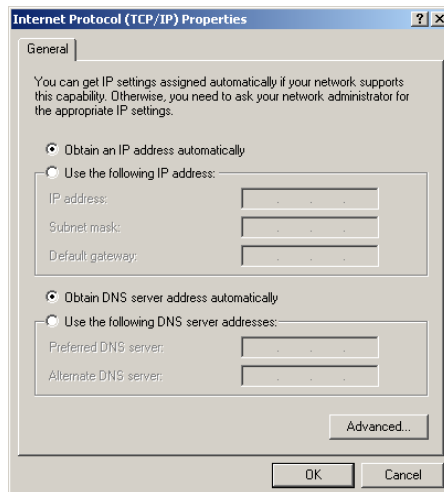 Internet Protocol (TCP/IP) Properties
General
You can get IP settings assigned automatically if your network supports
this capability. Otherwise, you need to ask your network administrator for
the appropriate IP settings.
Obtain an IP address automatically
Use the following IP address:
IP address:
Subnet mask:
Default gateway:
Obtain DNS server address automatically
Use the following DNS server addresses:
Preferred DNS server:
Alternate DNS server:
Advanced...
OK Cancel